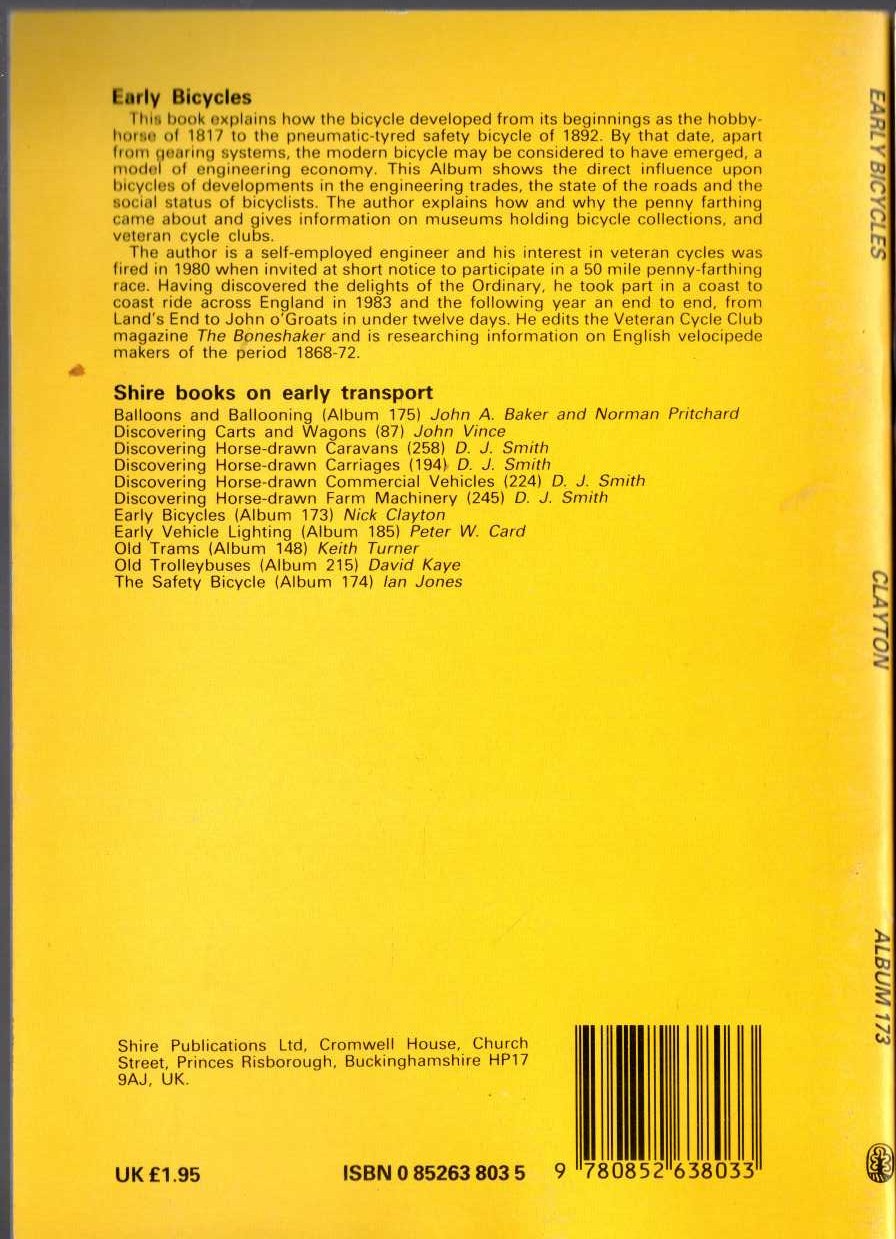 Early Bicycles
This book explains how the bicycle developed from its beginnings as the hobby-
horse of 1817 to the pneumatic-tyred safety bicycle of 1892. By that date, apart
from gearing systems, the modern bicycle may be considered to have emerged, a
model of engineering economy. This Album shows the direct influence upon
bicycles of developments in the engineering trades, the state of the roads and the
social status of bicyclists. The author explains how and why the penny farthing
came about and gives information on museums holding bicycle collections, and
veteran cycle clubs.
The author is a self-employed engineer and his interest in veteran cycles was
fired in 1980 when invited at short notice to participate in a 50 mile penny-farthing
race. Having discovered the delights of the Ordinary, he took part in a coast to
coast ride across England in 1983 and the following year an end to end, from
Land's End to John o'Groats in under twelve days. He edits the Veteran Cycle Club
magazine The Boneshaker and is researching information on English velocipede
makers of the period 1868-72.
Shire books on early transport
Balloons and Ballooning (Album 175) John A. Baker and Norman Pritchard
Discovering Carts and Wagons (87) John Vince
Discovering Horse-drawn Caravans (258) D. J. Smith
Discovering Horse-drawn Carriages (194) D. J. Smith
Discovering Horse-drawn Commercial Vehicles (224) D. J. Smith
Discovering Horse-drawn Farm Machinery (245) D. J. Smith
Early Bicycles (Album 173) Nick Clayton
Early Vehicle Lighting (Album 185) Peter W. Card
Old Trams (Album 148) Keith Turner
Old Trolleybuses (Album 215) David Kaye
The Safety Bicycle (Album 174) Ian Jones
Shire Publications Ltd, Cromwell House, Church
Street, Princes Risborough, Buckinghamshire HP17
9AJ, UK.
UK £1.95
ISBN 0 85263 803 5
9 780852 638033
EARLY BICYCLES
CLAYTON
ALBUM 173